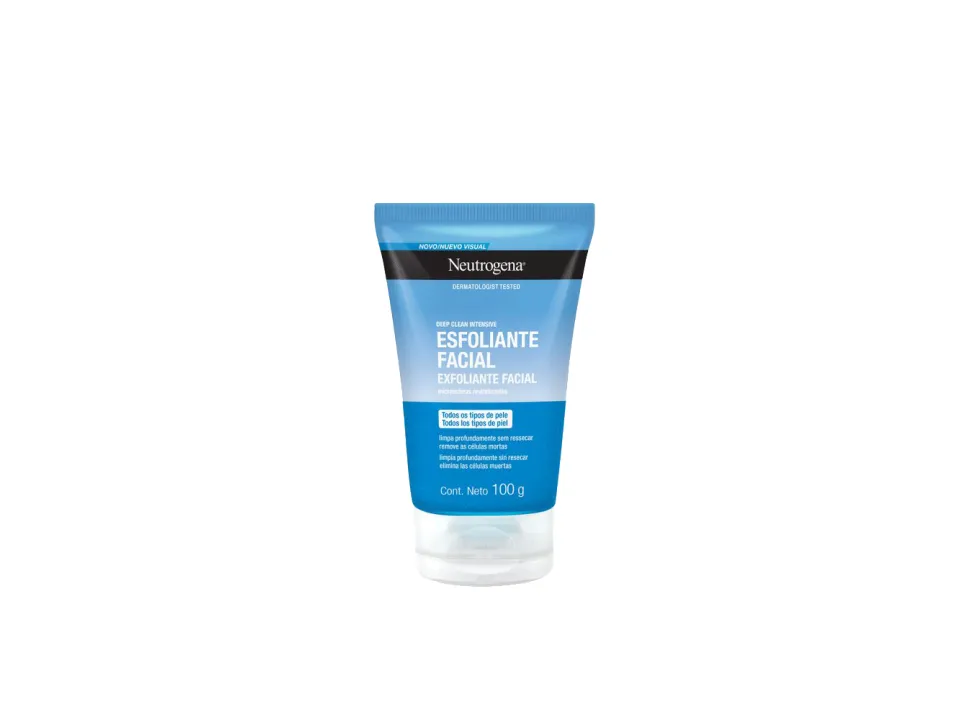 NOVO/NUEVO VISUAL
Neutrogena®
DERMATOLOGIST TESTED
DEEP CLEAN INTENSIVE
ESFOLIANTE
FACIAL
EXFOLIANTE FACIAL
Todos os tipos de pele
Todos los tipos de piel
limpa profundamente sem ressecar
remove as células mortas
limpia profundamente sin resecar
elimina las células muertas
Cont. Neto 100 g